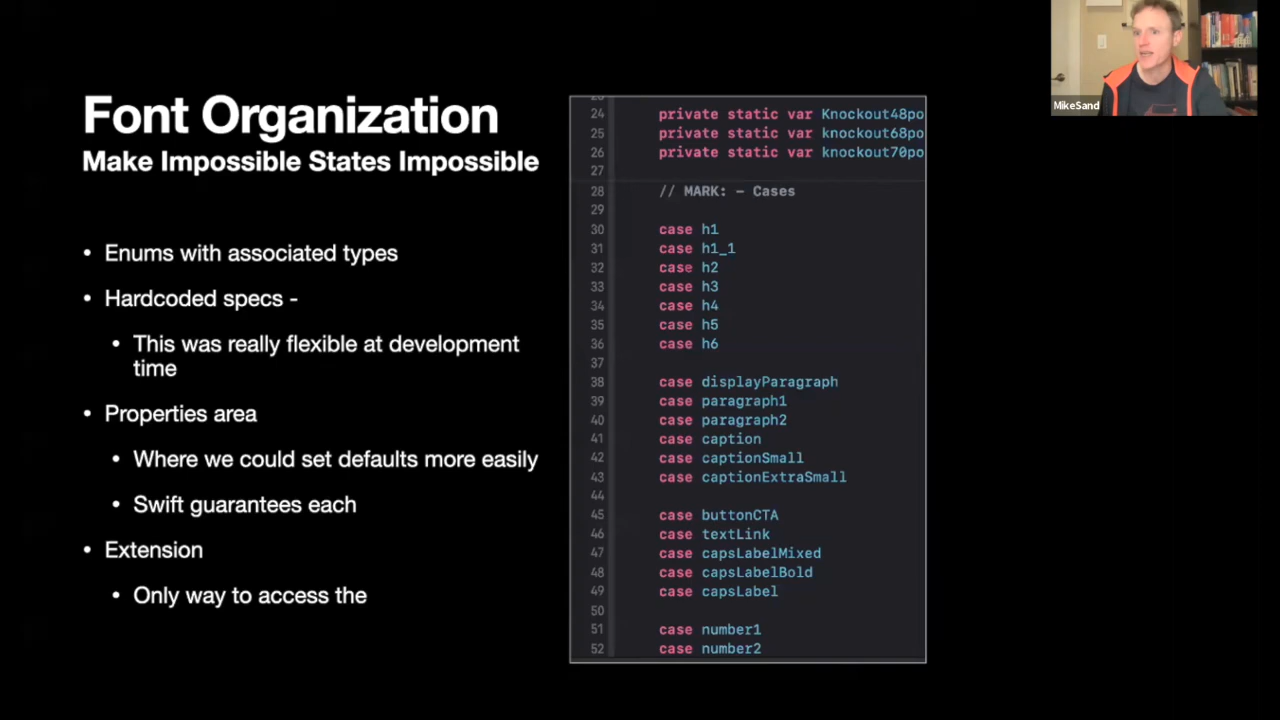 Font Organization
Make Impossible States Impossible
• Enums with associated types
• Hardcoded specs -
• This was really flexible at development
time
• Properties area
• Where we could set defaults more easily
• Swift guarantees each
• Extension
• Only way to access the
24 private static var Knockout48po
25 private static var knockout68po
26 private static var knockout70po
27
28 // MARK: - Cases
29
30 case h1
31 case h1_1
32 case h2
33 case h3
34 case h4
35 case h5
36 case h6
37
38 case displayParagraph
39 case paragraph1
40 case paragraph2
41 case caption
42 case captionSmall
43 case captionExtraSmall
44
45 case buttonCTA
46 case textLink
47 case capsLabelMixed
48 case capsLabelBold
49 case capsLabel
50
51 case number1
52 case number2
MikeSand